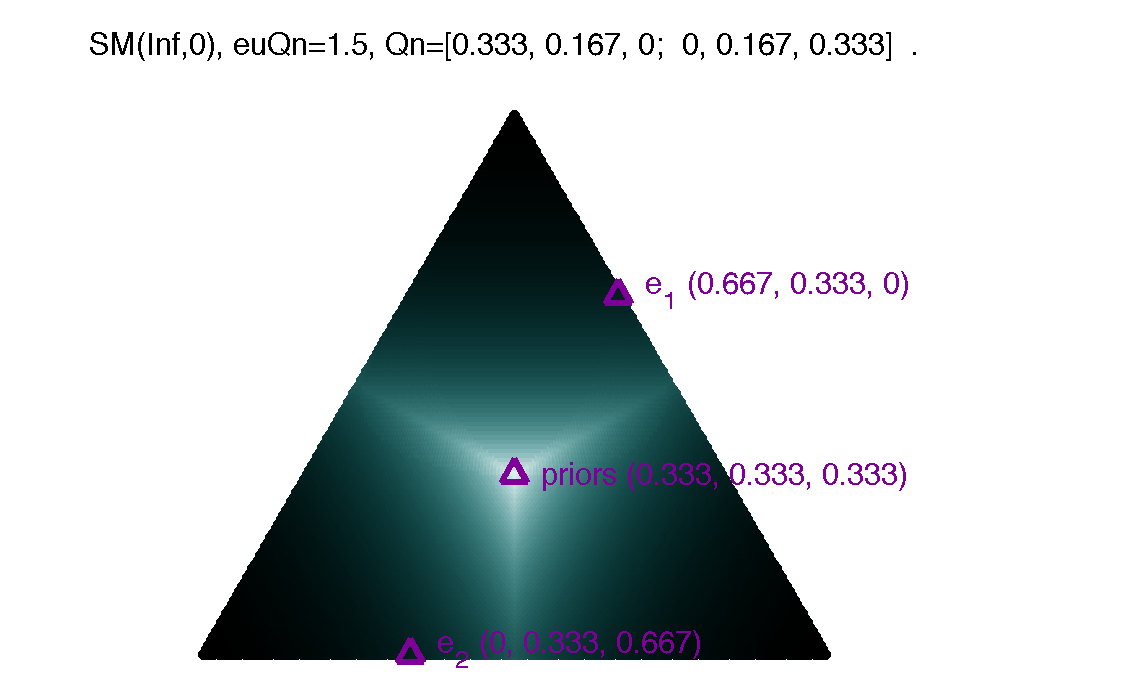 SM(Inf,0), euQn=1.5, Qn=[0.333, 0.167, 0;  0, 0.167, 0.333]  .
e1 (0.667, 0.333, 0)
priors (0.333, 0.333, 0.333)
e2 (0, 0.333, 0.667)